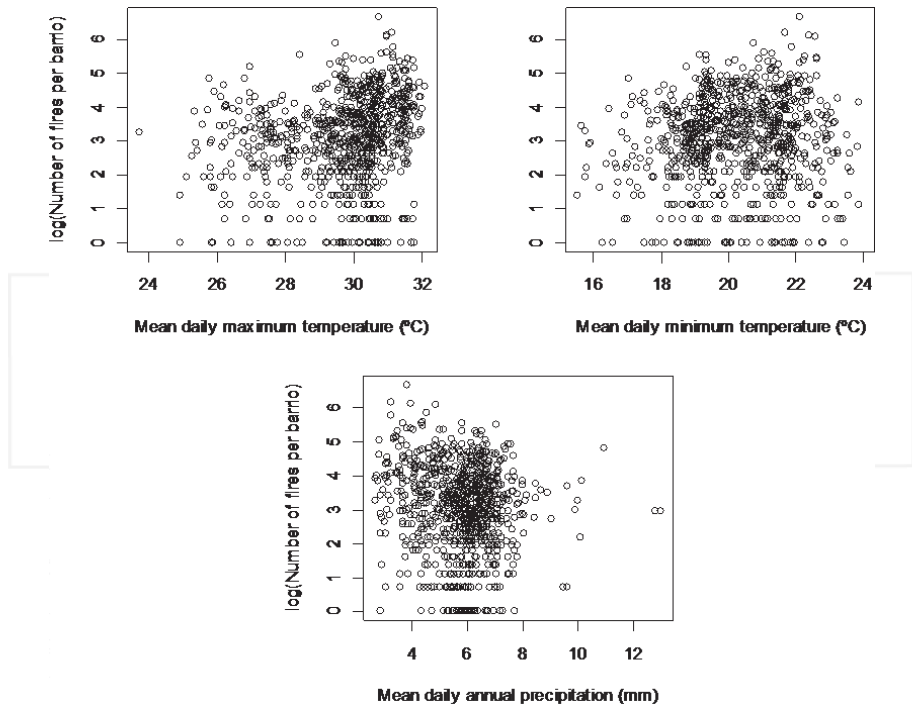 log(Number of fires per barrio)
6
5
4
3
2
1
0
24 26 28 30 32
Mean daily maximum temperature (ºC)
6
5
4
3
2
1
0
16 18 20 22 24
Mean daily minimum temperature (ºC)
log(Number of fires per barrio)
6
5
4
3
2
1
0
4 6 8 10 12
Mean daily annual precipitation (mm)